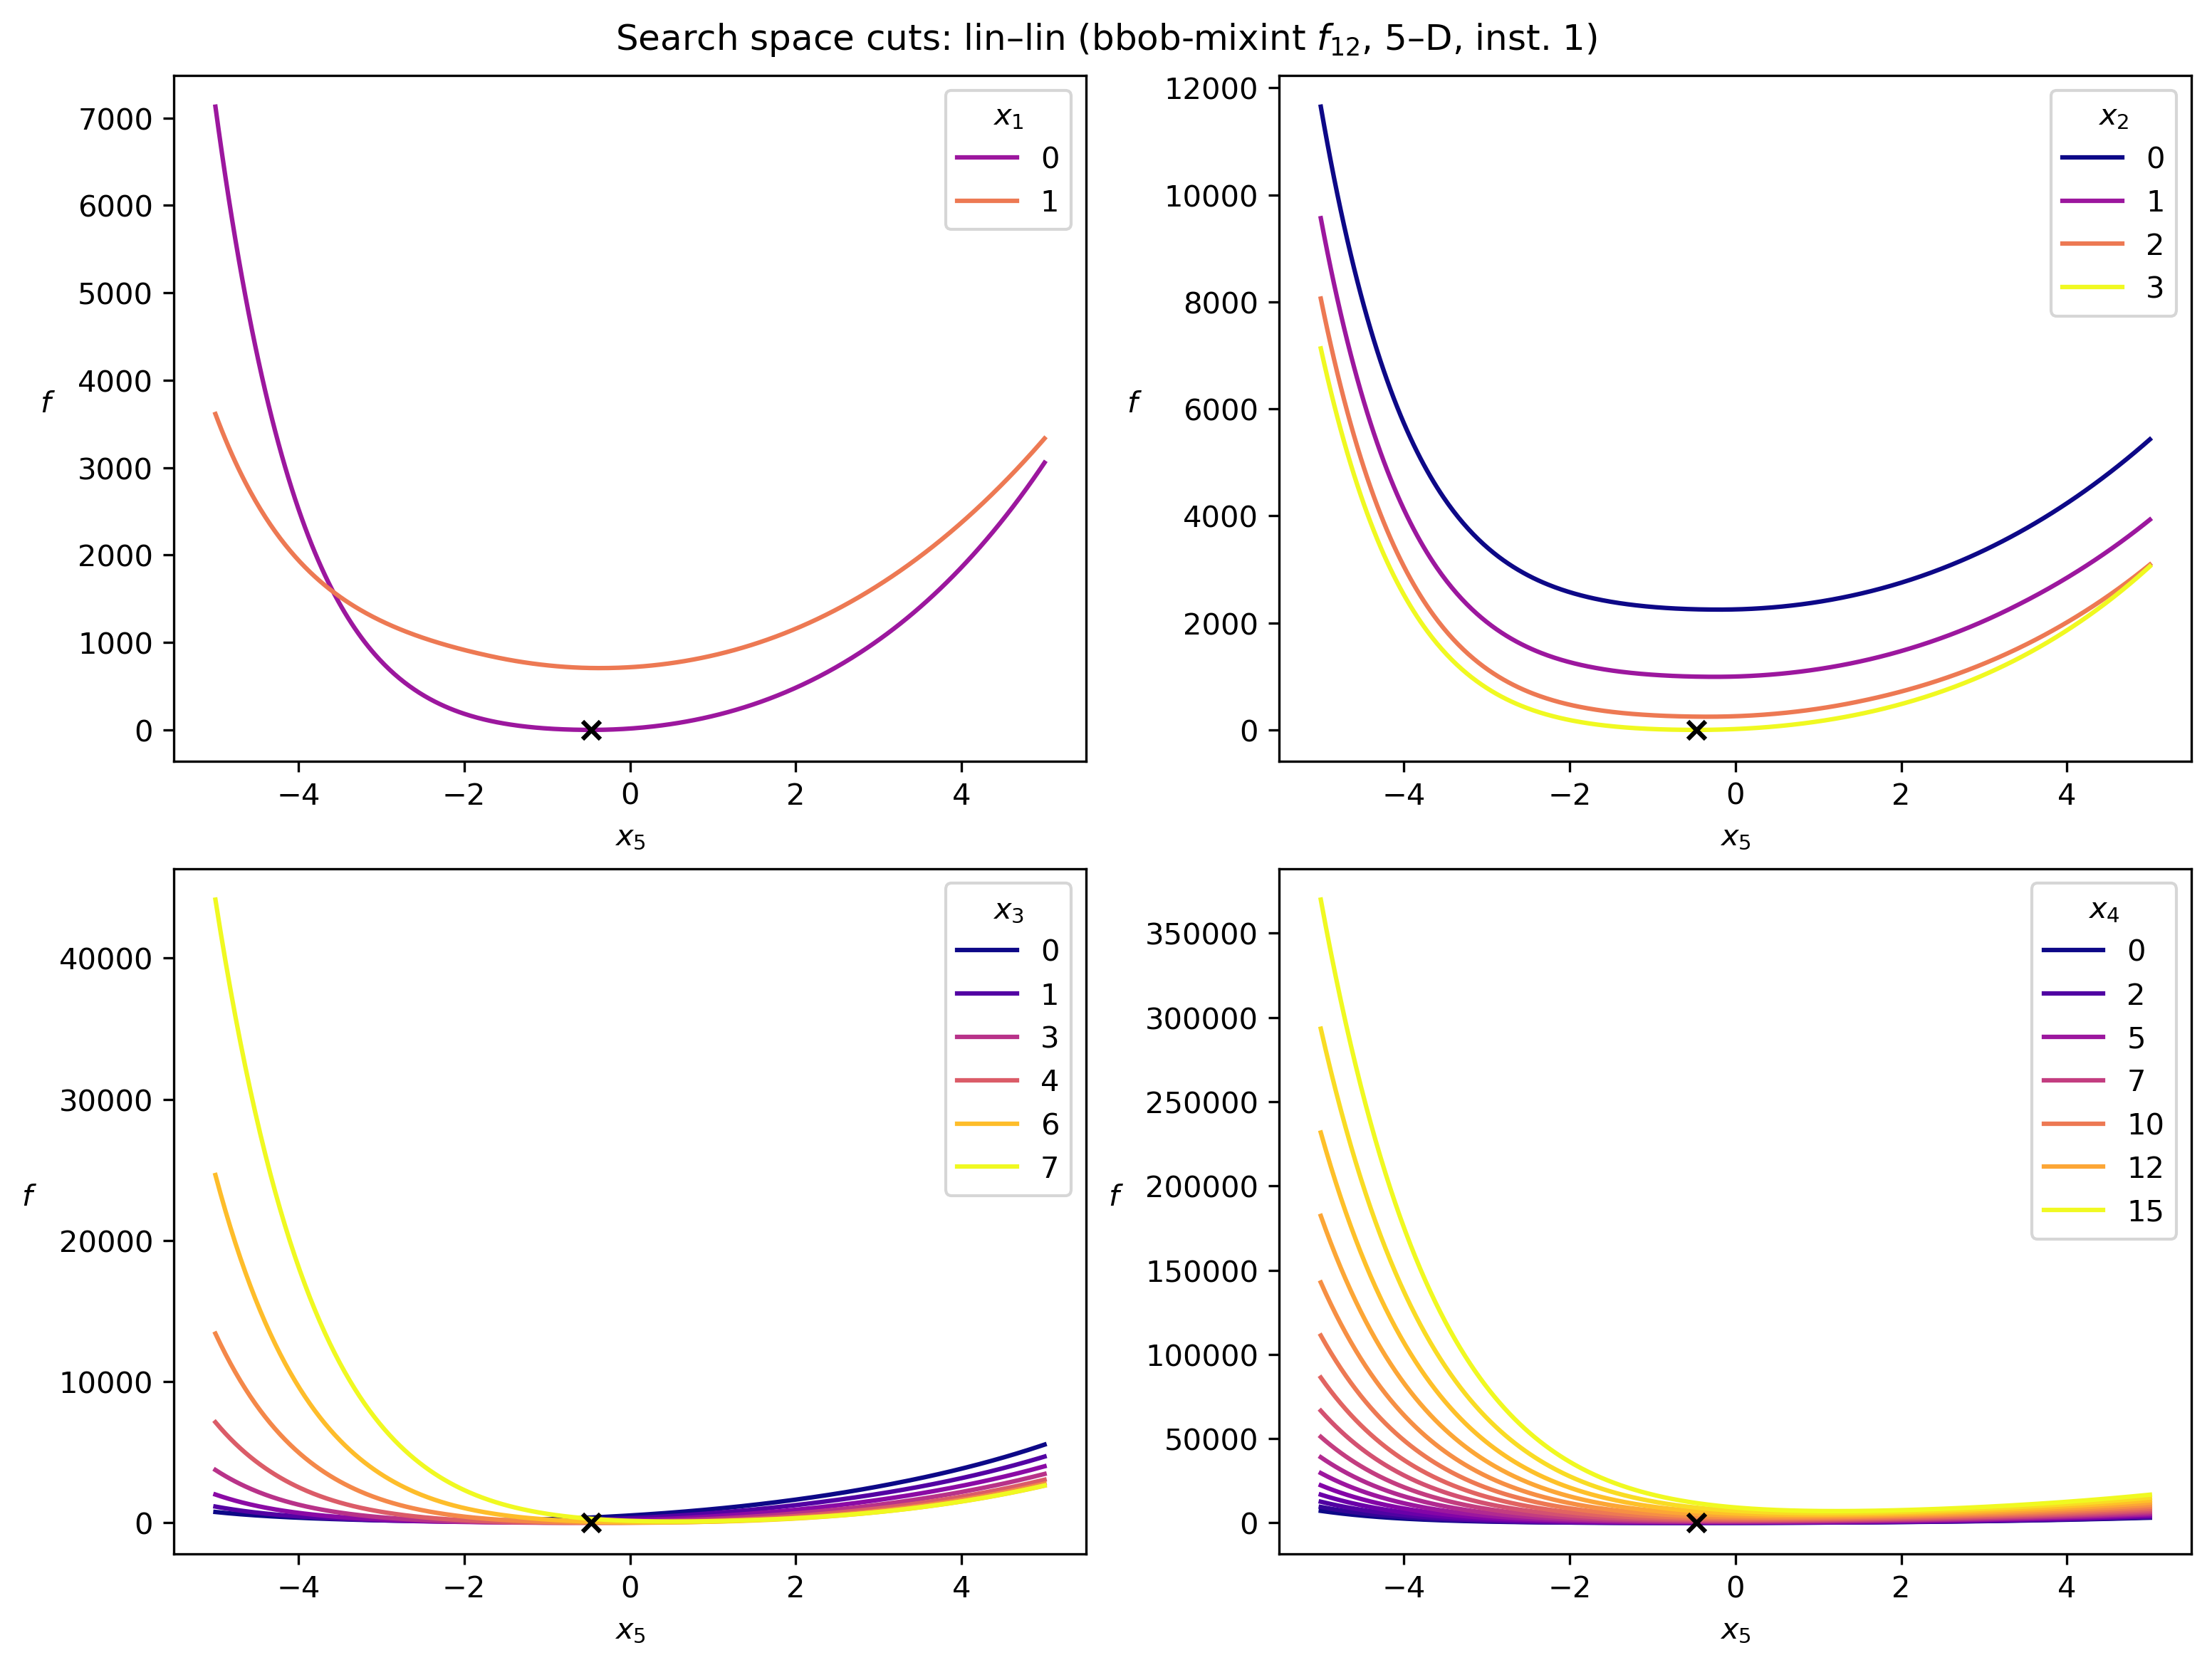 Search space cuts: lin–lin (bbob-mixint f₁₂, 5–D, inst. 1)
f
7000
6000
5000
4000
3000
2000
1000
0
−4 −2 0 2 4
x₅
x₁
0
1
f
12000
10000
8000
6000
4000
2000
0
−4 −2 0 2 4
x₅
x₂
0
1
2
3
f
40000
30000
20000
10000
0
−4 −2 0 2 4
x₅
x₃
0
1
3
4
6
7
f
350000
300000
250000
200000
150000
100000
50000
0
−4 −2 0 2 4
x₅
x₄
0
2
5
7
10
12
15